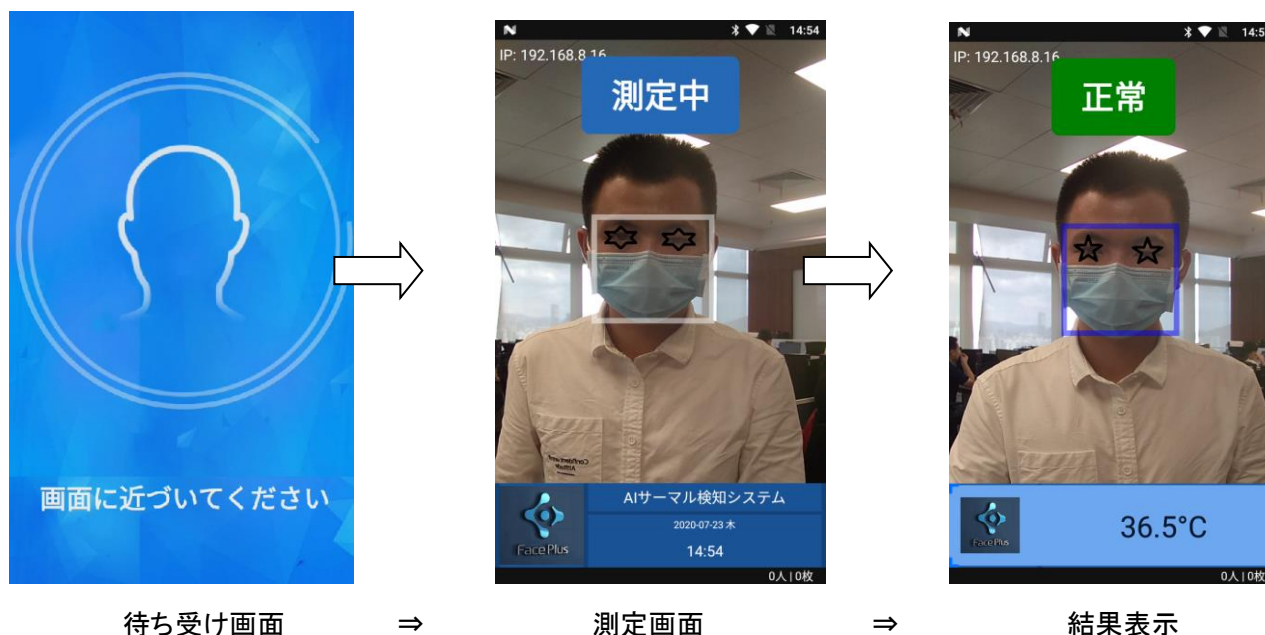 画面に近づいてください
14:54
IP: 192.168.8.16
測定中
AIサーマル検知システム
2020-07-23 木
14:54
Face Plus
0人 | 0枚
14:5
IP: 192.168.8.16
正常
Face Plus
36.5°C
0人 | 0枚
待ち受け画面 ⇒ 測定画面 ⇒ 結果表示